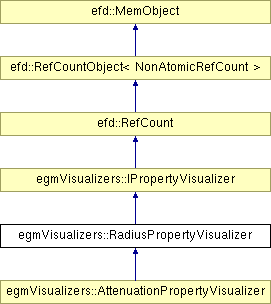 efd::MemObject
efd::RefCountObject< NonAtomicRefCount >
efd::RefCount
egmVisualizers::IPropertyVisualizer
egmVisualizers::RadiusPropertyVisualizer
egmVisualizers::AttenuationPropertyVisualizer